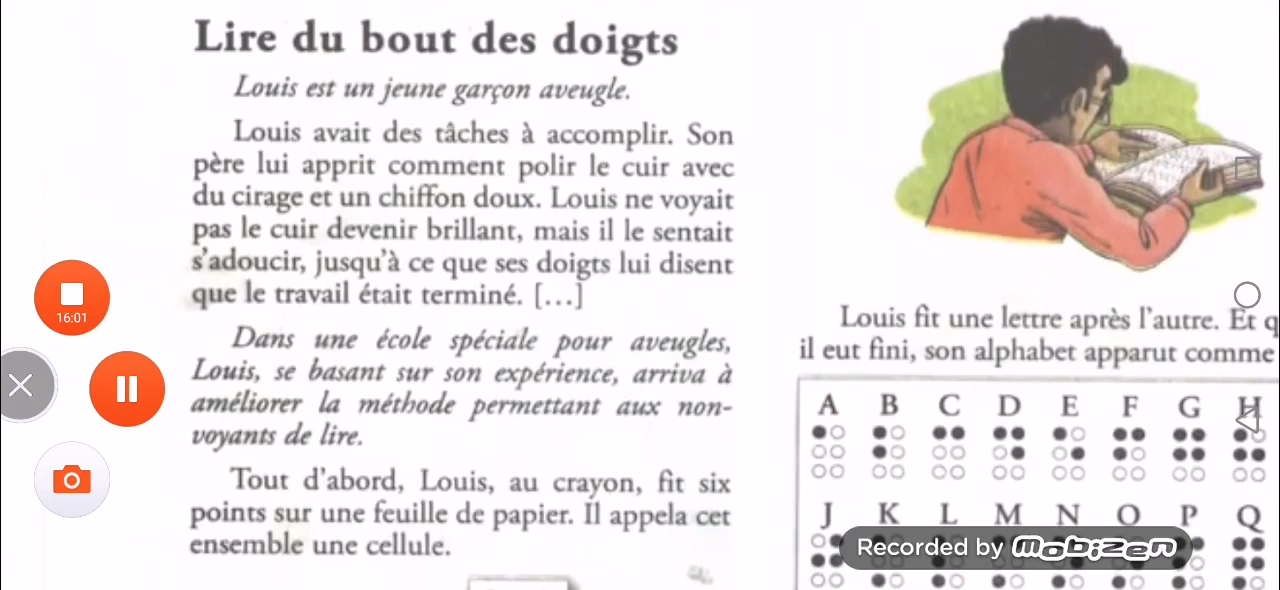 Lire du bout des doigts
Louis est un jeune garçon aveugle.
Louis avait des tâches à accomplir. Son
père lui apprit comment polir le cuir avec
du cirage et un chiffon doux. Louis ne voyait
pas le cuir devenir brillant, mais il le sentait
s'adoucir, jusqu'à ce que ses doigts lui disent
que le travail était terminé. [...]
Dans une école spéciale pour aveugles,
Louis, se basant sur son expérience, arriva à
améliorer la méthode permettant aux non-
voyants de lire.
Tout d'abord, Louis, au crayon, fit six
points sur une feuille de papier. Il appela cet
ensemble une cellule.
Louis fit une lettre après l'autre. Et q
il eut fini, son alphabet apparut comme
A B C D E F G H
J K L M N O P Q
16:01
Recorded by mobizen